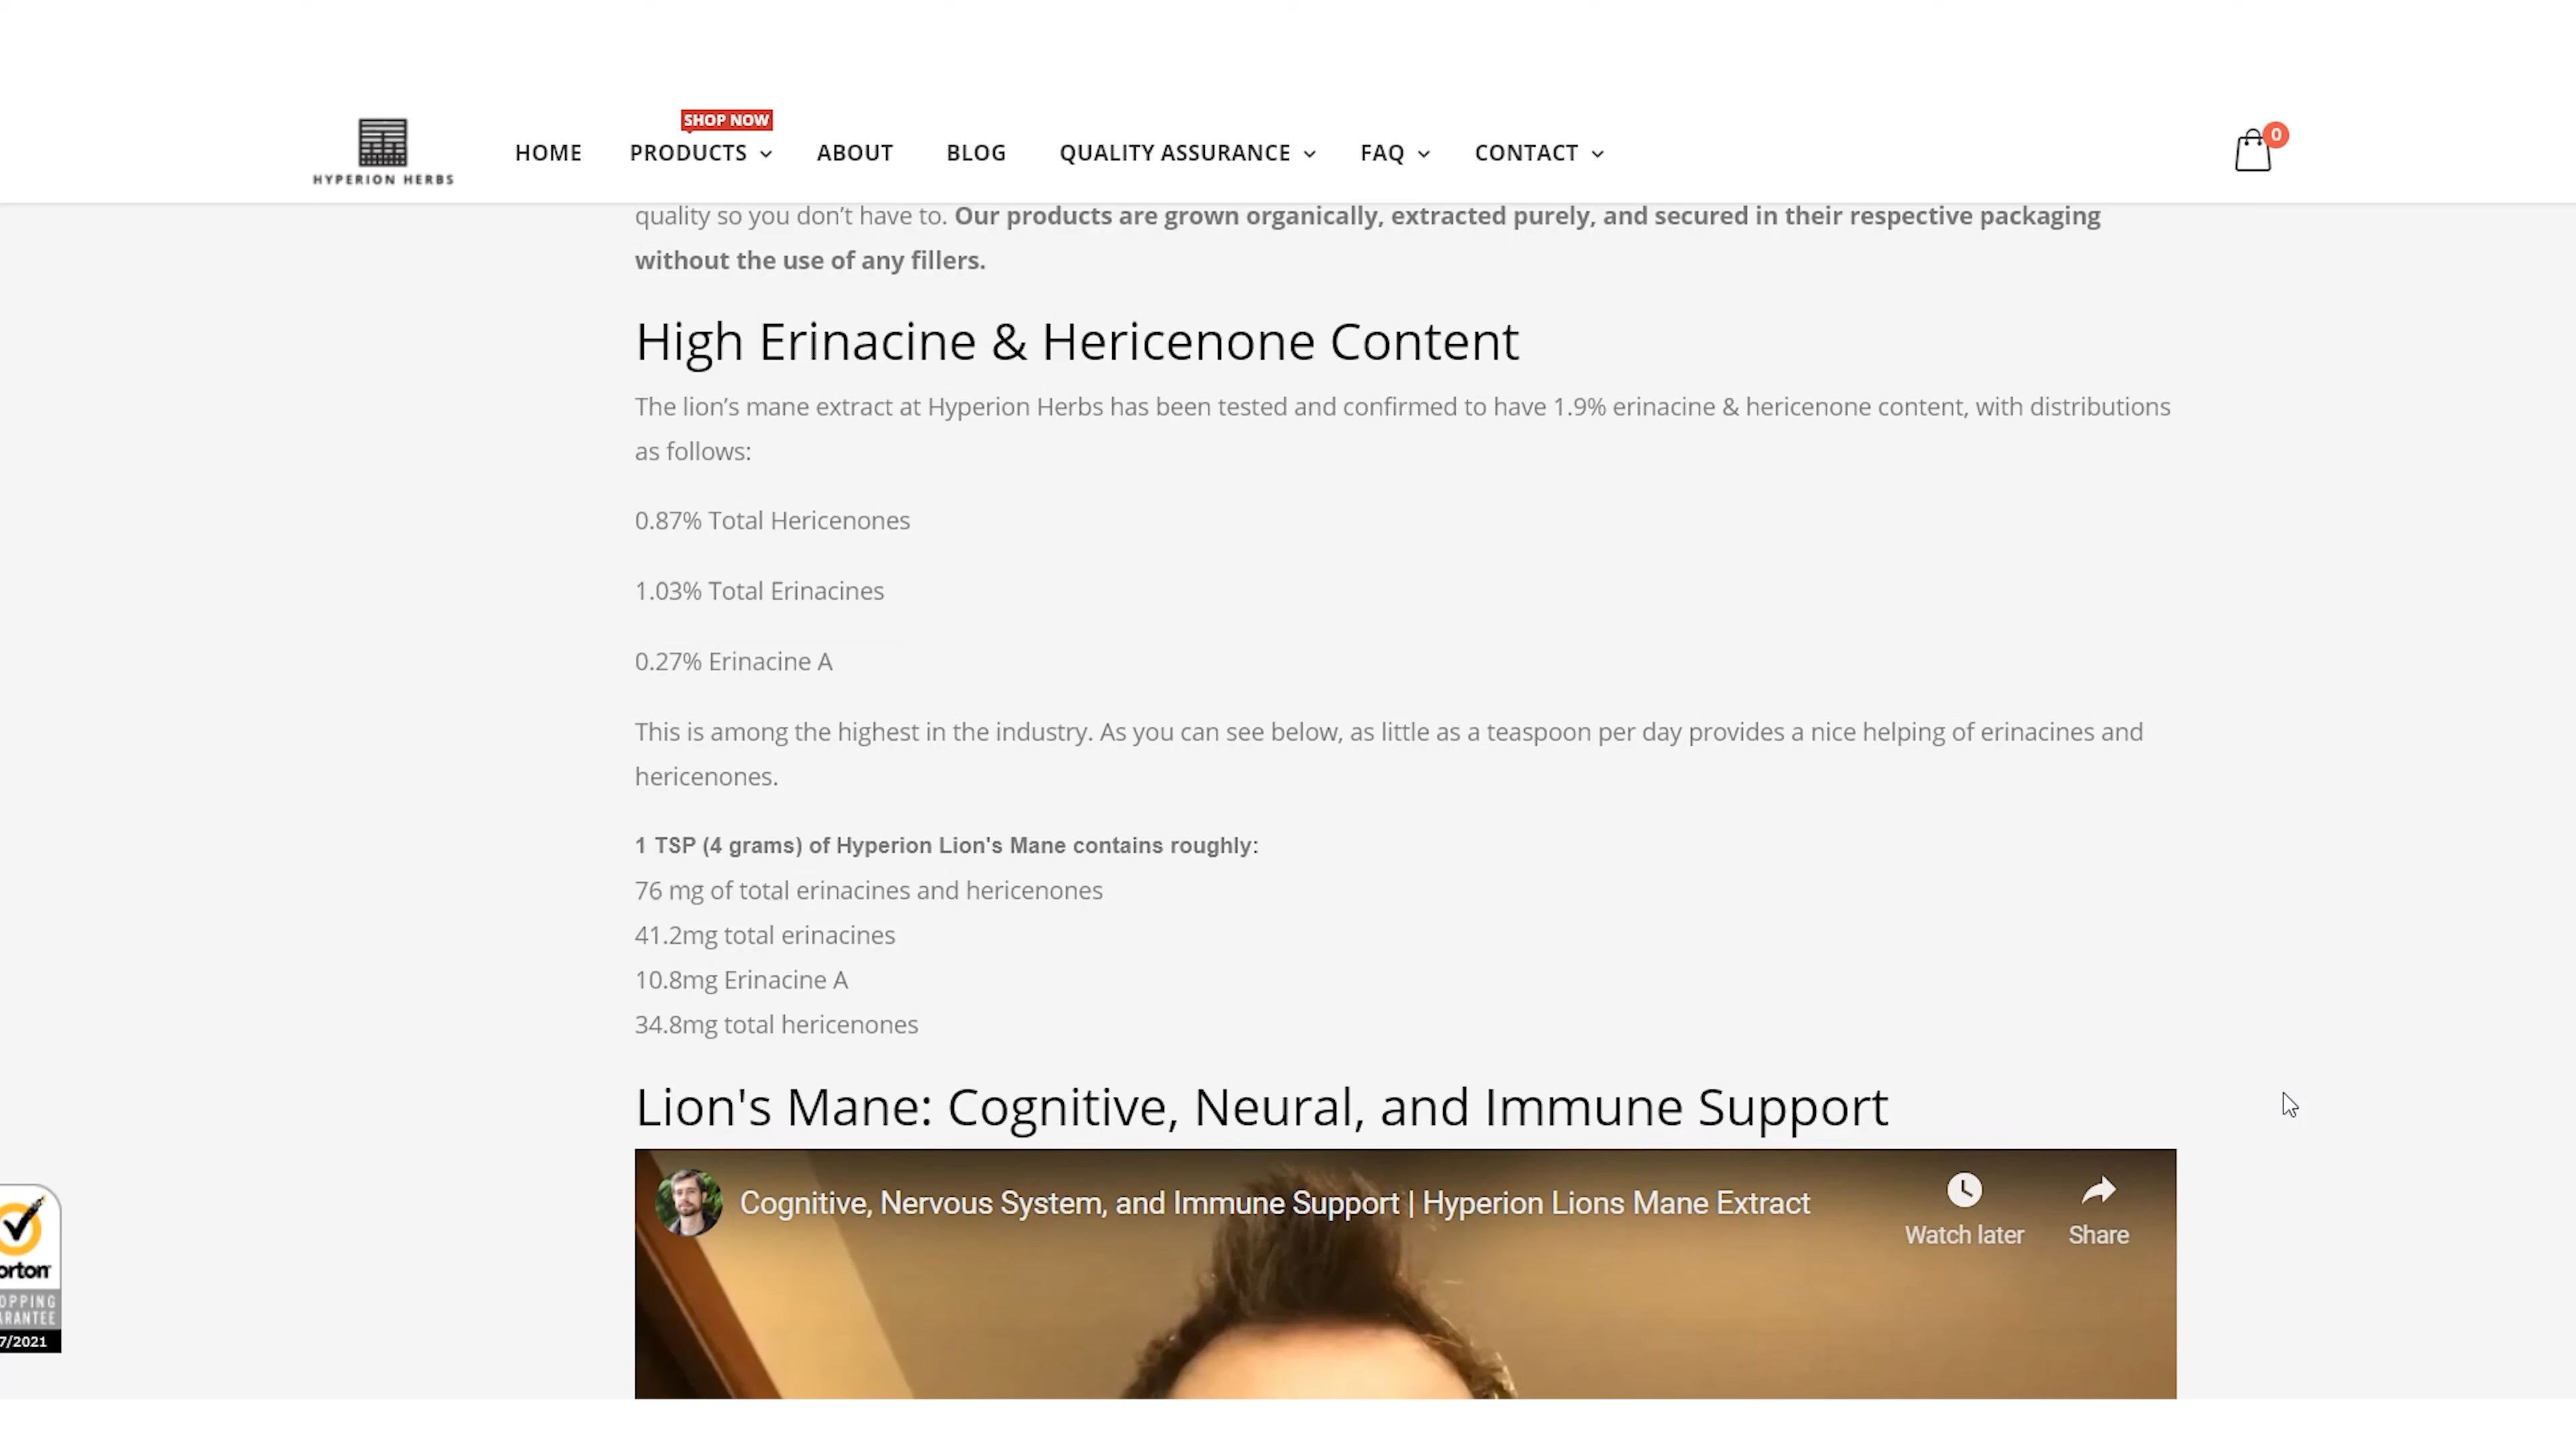 SHOP NOW
HYPERION HERBS
HOME PRODUCTS ABOUT BLOG QUALITY ASSURANCE FAQ CONTACT
0
quality so you don’t have to. Our products are grown organically, extracted purely, and secured in their respective packaging
without the use of any fillers.
High Erinacine & Hericenone Content
The lion’s mane extract at Hyperion Herbs has been tested and confirmed to have 1.9% erinacine & hericenone content, with distributions
as follows:
0.87% Total Hericenones
1.03% Total Erinacines
0.27% Erinacine A
This is among the highest in the industry. As you can see below, as little as a teaspoon per day provides a nice helping of erinacines and
hericenones.
1 TSP (4 grams) of Hyperion Lion's Mane contains roughly:
76 mg of total erinacines and hericenones
41.2mg total erinacines
10.8mg Erinacine A
34.8mg total hericenones
Lion's Mane: Cognitive, Neural, and Immune Support
Cognitive, Nervous System, and Immune Support | Hyperion Lions Mane Extract
Watch later Share
orton
OPPING
ARANTEE
7/2021